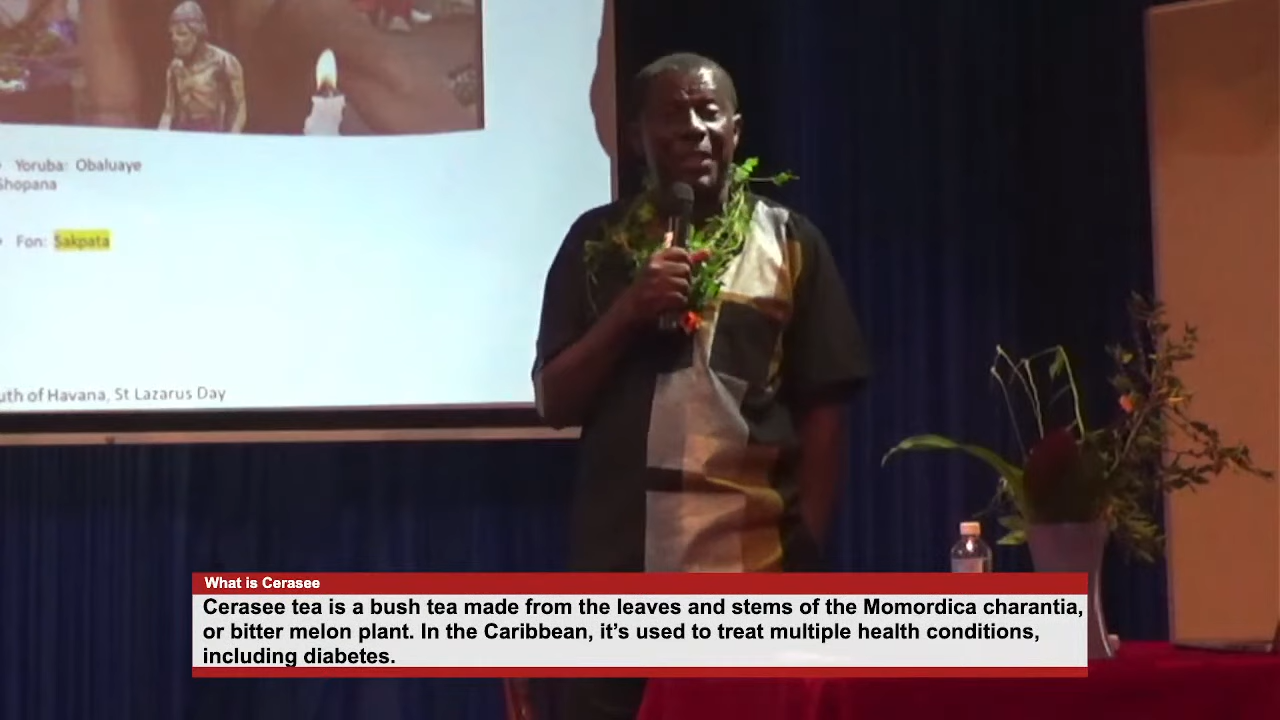 • Yoruba: Obaluaye
Shopana
• Fon: Sakpata
uth of Havana, St Lazarus Day
What is Cerasee
Cerasee tea is a bush tea made from the leaves and stems of the Momordica charantia,
or bitter melon plant. In the Caribbean, it’s used to treat multiple health conditions,
including diabetes.